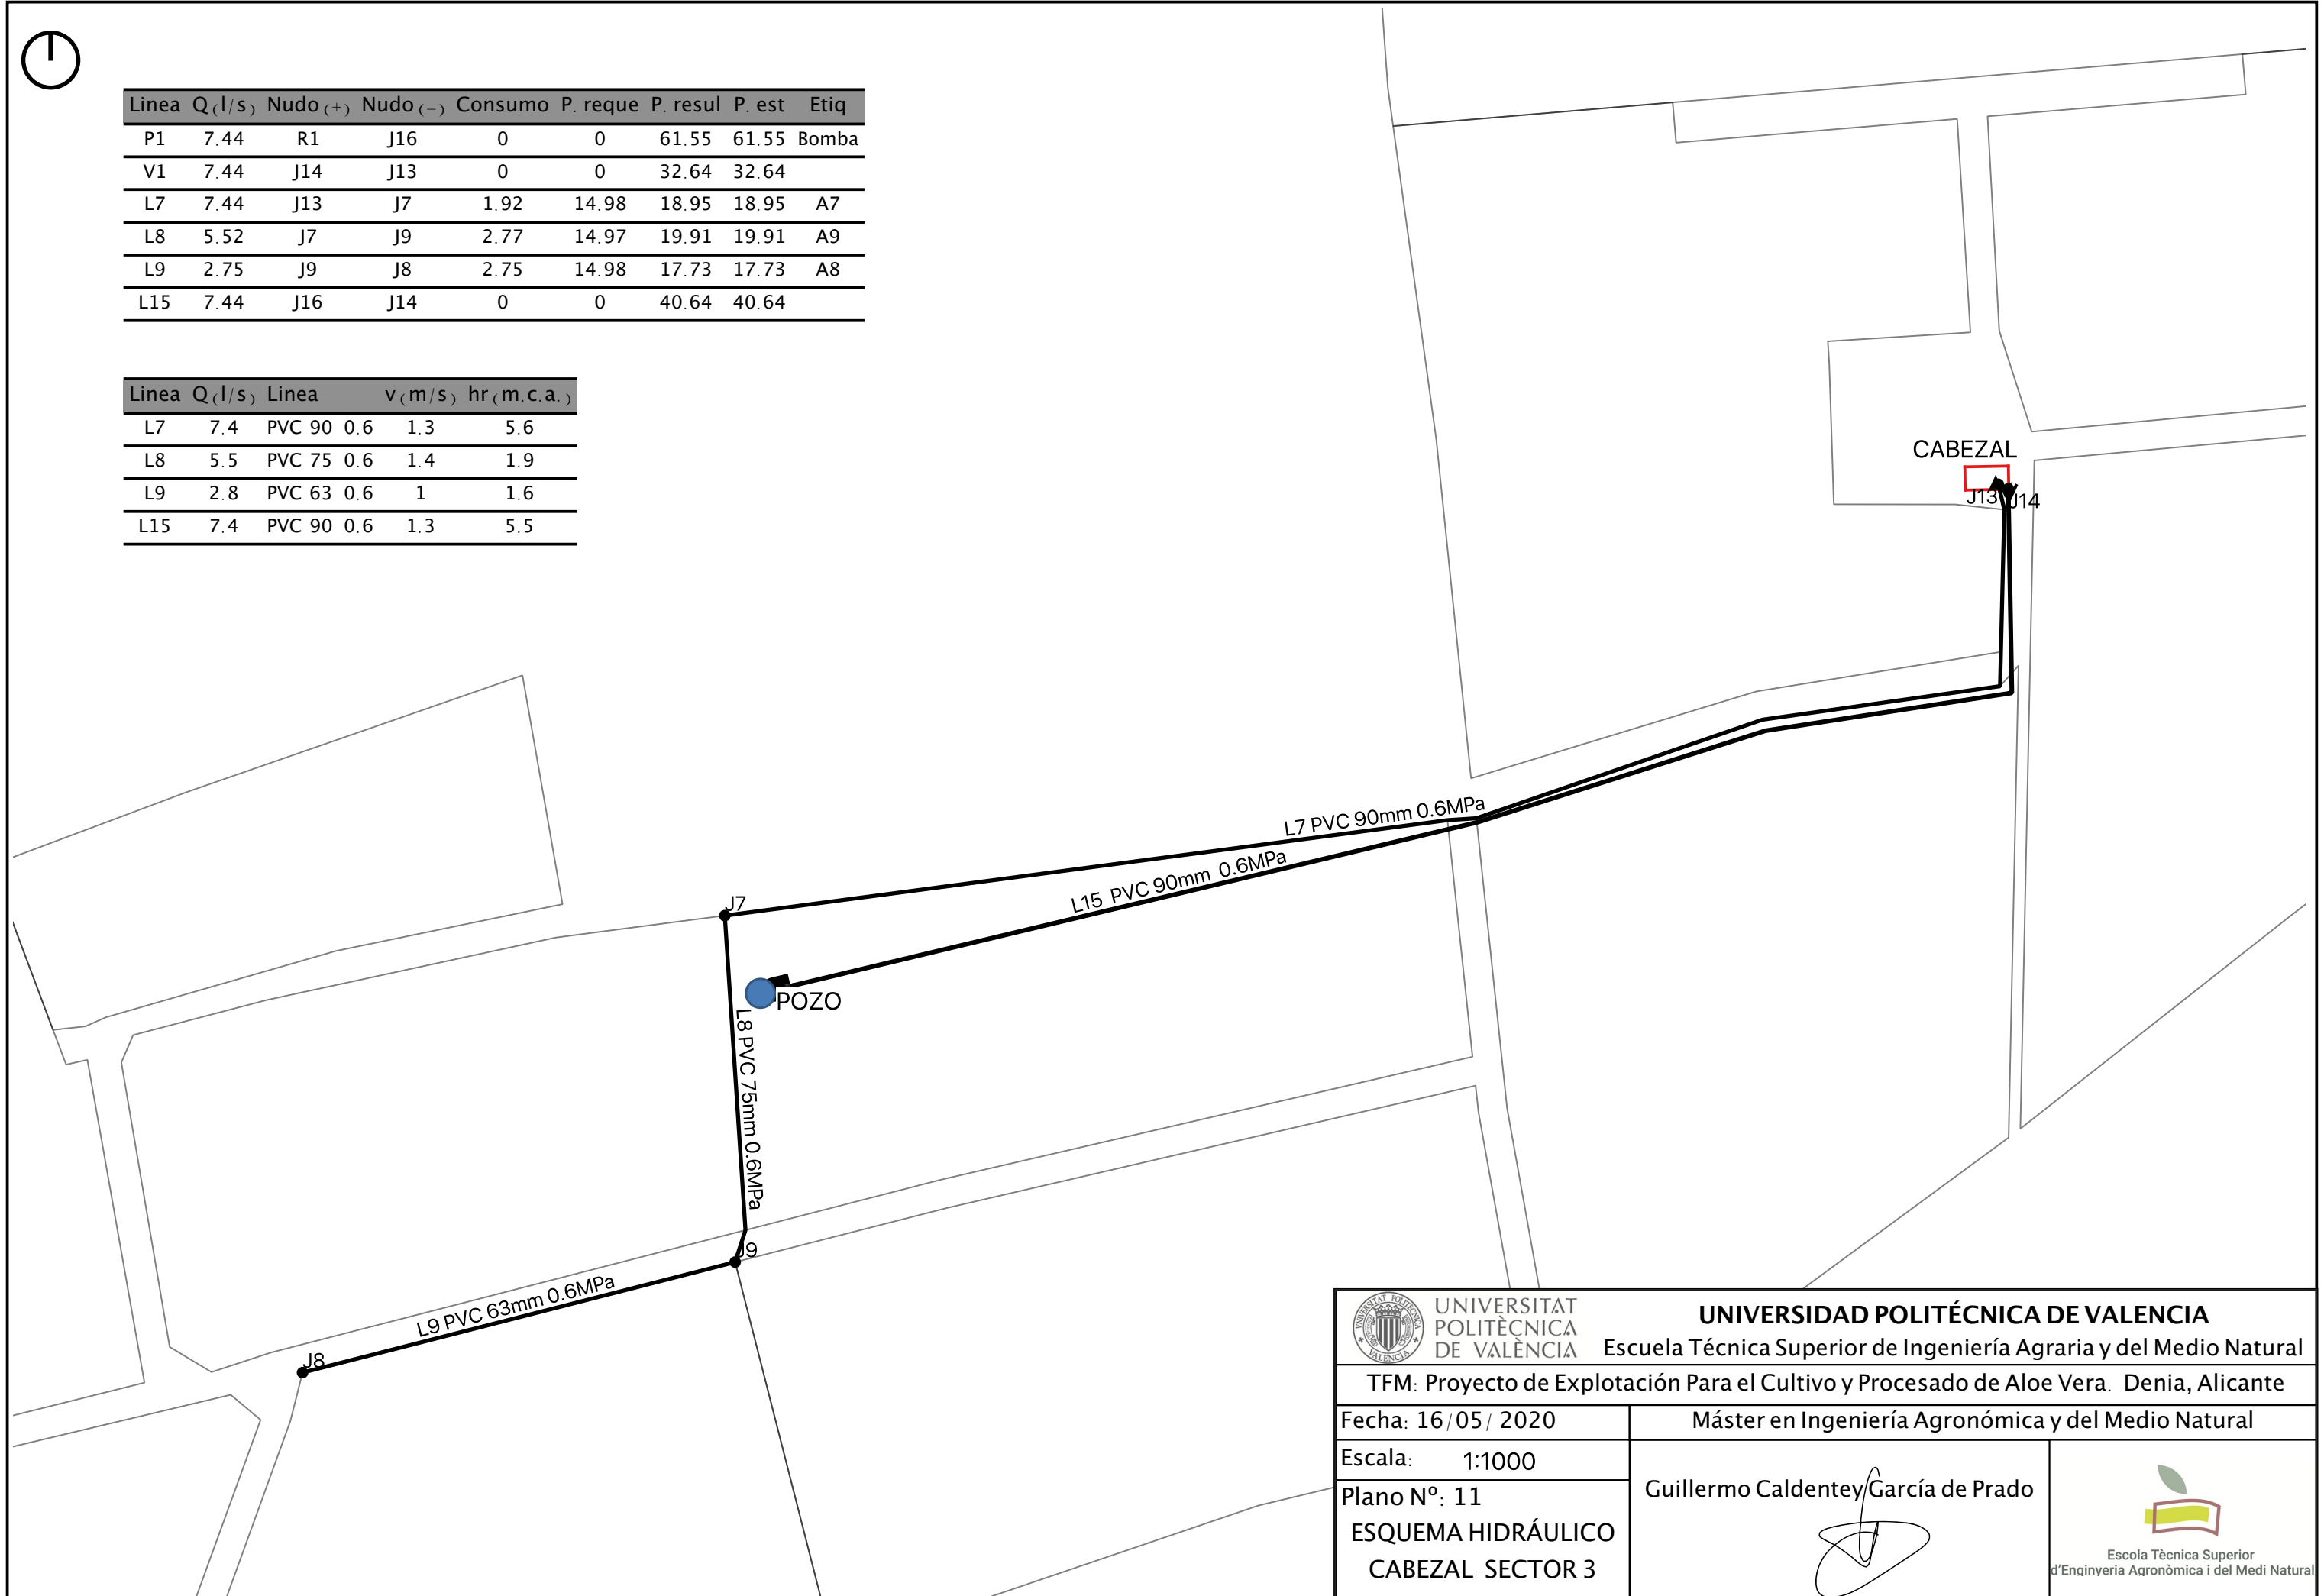 Linea Q(l/s) Nudo(+) Nudo(-) Consumo P. reque P. resul P. est Etiq
P1 7.44 R1 J16 0 0 61.55 61.55 Bomba
V1 7.44 J14 J13 0 0 32.64 32.64
L7 7.44 J13 J7 1.92 14.98 18.95 18.95 A7
L8 5.52 J7 J9 2.77 14.97 19.91 19.91 A9
L9 2.75 J9 J8 2.75 14.98 17.73 17.73 A8
L15 7.44 J16 J14 0 0 40.64 40.64
Linea Q(l/s) Linea v(m/s) hr(m.c.a.)
L7 7.4 PVC 90 0.6 1.3 5.6
L8 5.5 PVC 75 0.6 1.4 1.9
L9 2.8 PVC 63 0.6 1 1.6
L15 7.4 PVC 90 0.6 1.3 5.5
CABEZAL
J13
J14
L7 PVC 90mm 0.6MPa
L15 PVC 90mm 0.6MPa
J7
POZO
L8 PVC 75mm 0.6MPa
J9
L9 PVC 63mm 0.6MPa
J8
UNIVERSITAT
POLITÈCNICA
DE VALÈNCIA
UNIVERSIDAD POLITÉCNICA DE VALENCIA
Escuela Técnica Superior de Ingeniería Agraria y del Medio Natural
TFM: Proyecto de Explotación Para el Cultivo y Procesado de Aloe Vera. Denia, Alicante
Fecha: 16/05/ 2020
Máster en Ingeniería Agronómica y del Medio Natural
Escala: 1:1000
Plano Nº: 11
ESQUEMA HIDRÁULICO
CABEZAL-SECTOR 3
Guillermo Caldentey García de Prado
Escola Tècnica Superior
d'Enginyeria Agronòmica i del Medi Natural